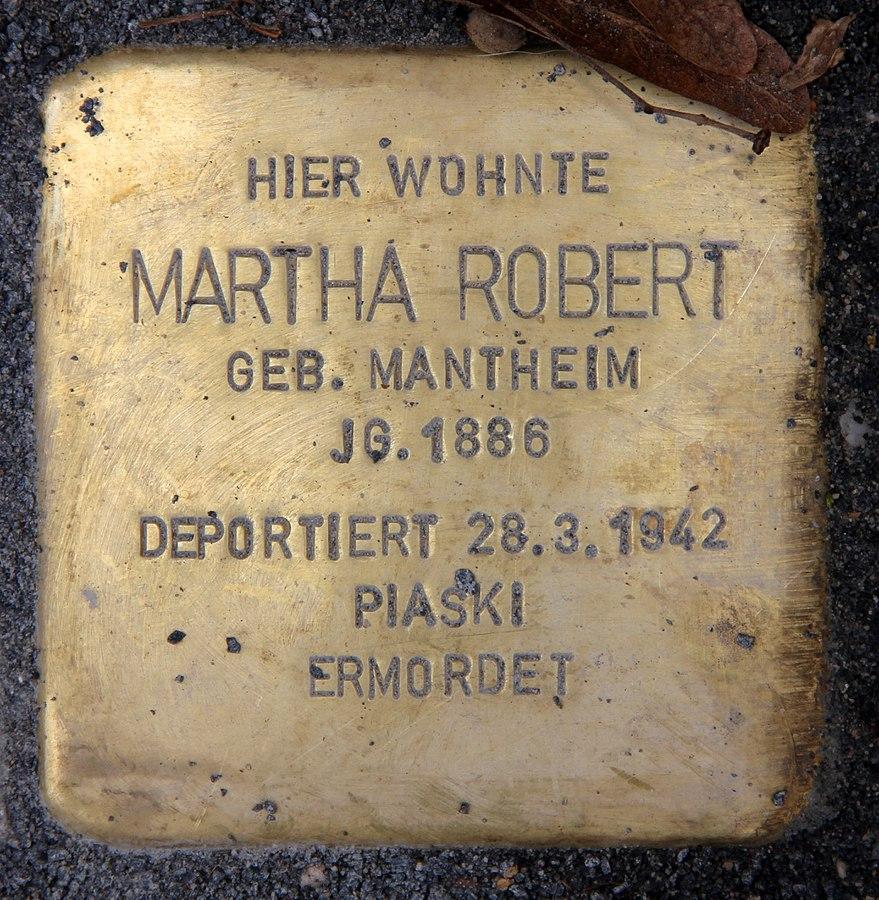 HIER WOHNTE
MARTHA ROBERT
GEB. MANTHEIM
JG. 1886
DEPORTIERT 28.3.1942
PIASKI
ERMORDET